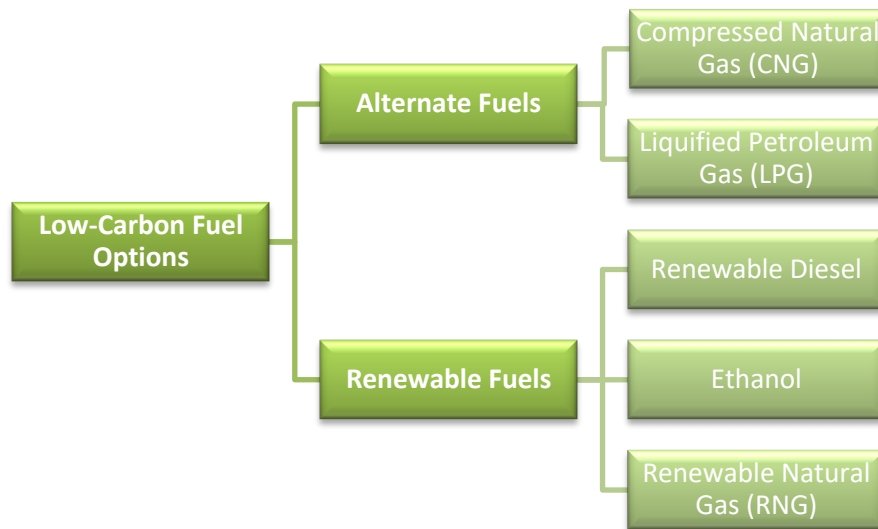 Low-Carbon Fuel
Options
Alternate Fuels
Compressed Natural
Gas (CNG)
Liquified Petroleum
Gas (LPG)
Renewable Fuels
Renewable Diesel
Ethanol
Renewable Natural
Gas (RNG)